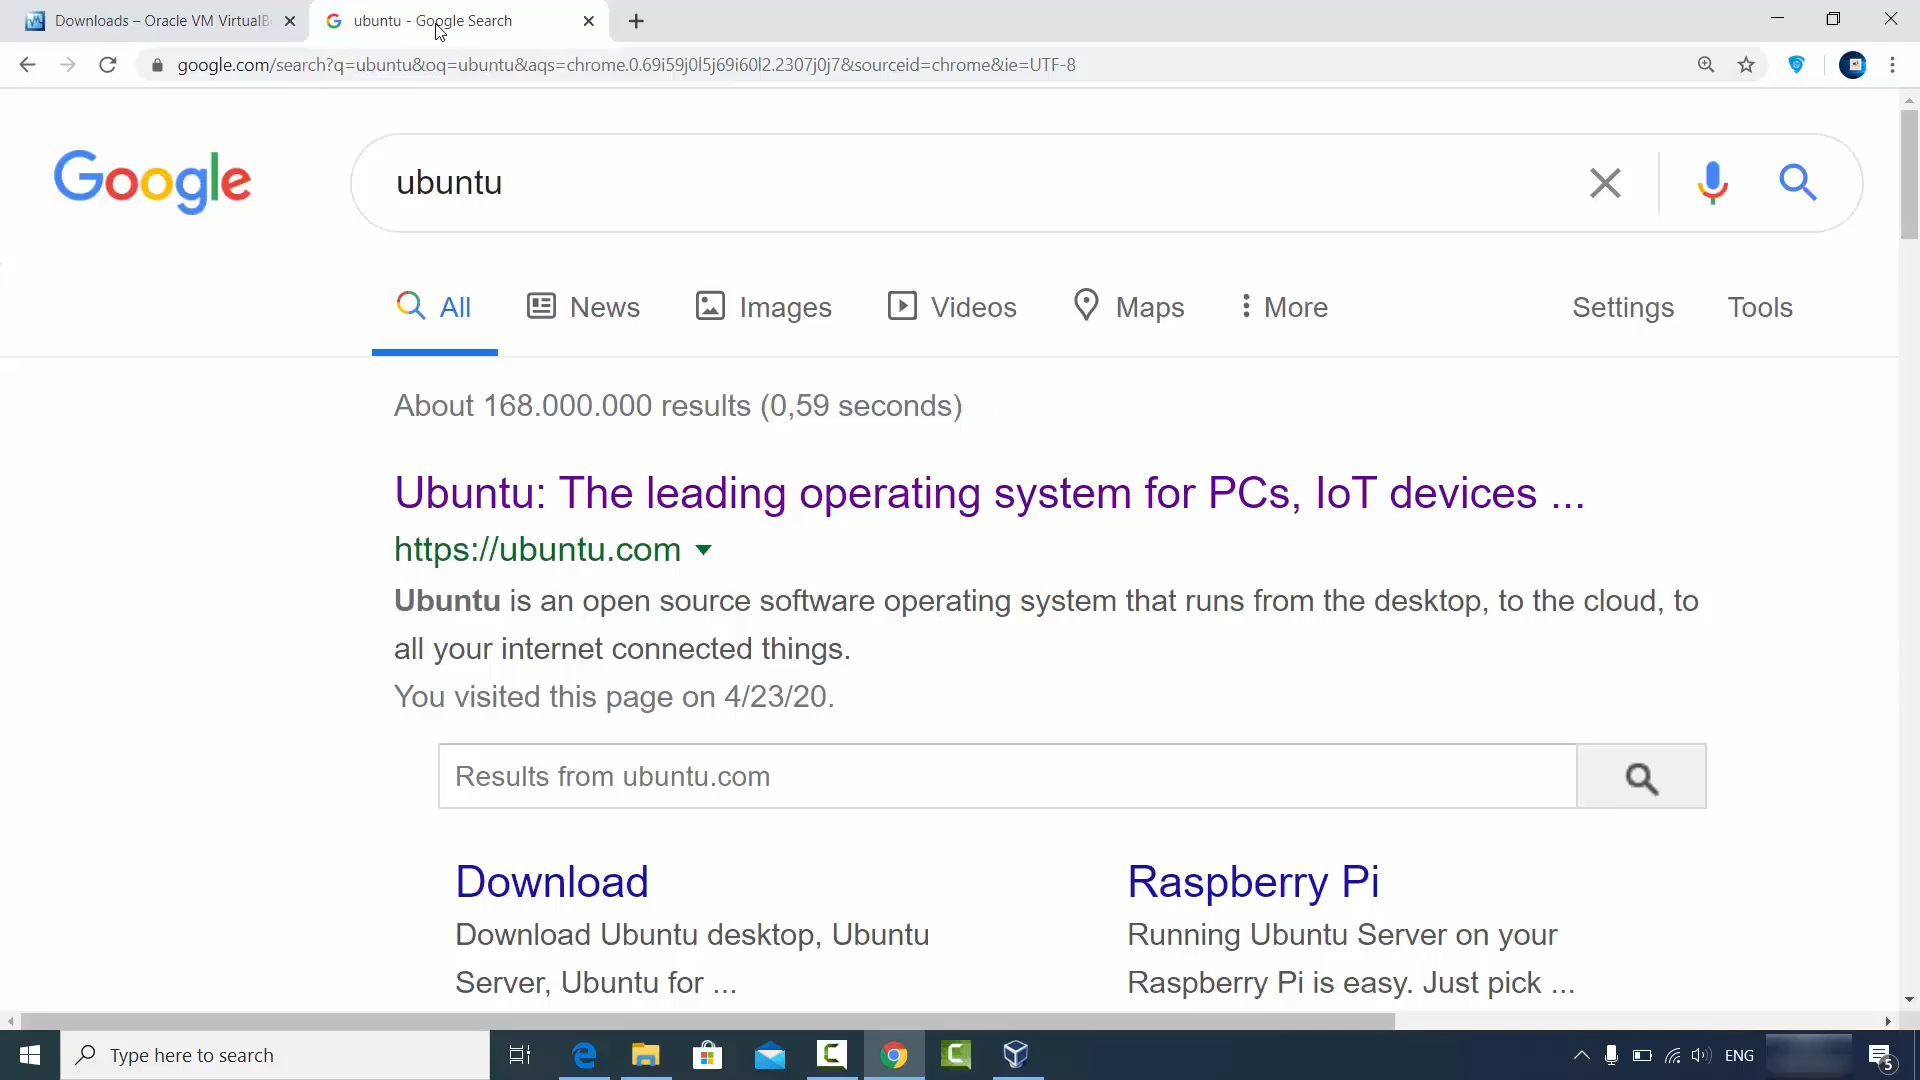 Downloads – Oracle VM VirtualB
ubuntu - Google Search
google.com/search?q=ubuntu&oq=ubuntu&aqs=chrome.0.69i59j0l5j69i60l2.2307j0j7&sourceid=chrome&ie=UTF-8
Google
ubuntu
All News Images Videos Maps More Settings Tools
About 168.000.000 results (0,59 seconds)
Ubuntu: The leading operating system for PCs, IoT devices ...
https://ubuntu.com
Ubuntu is an open source software operating system that runs from the desktop, to the cloud, to
all your internet connected things.
You visited this page on 4/23/20.
Results from ubuntu.com
Download
Download Ubuntu desktop, Ubuntu
Server, Ubuntu for ...
Raspberry Pi
Running Ubuntu Server on your
Raspberry Pi is easy. Just pick ...
Type here to search
ENG
5